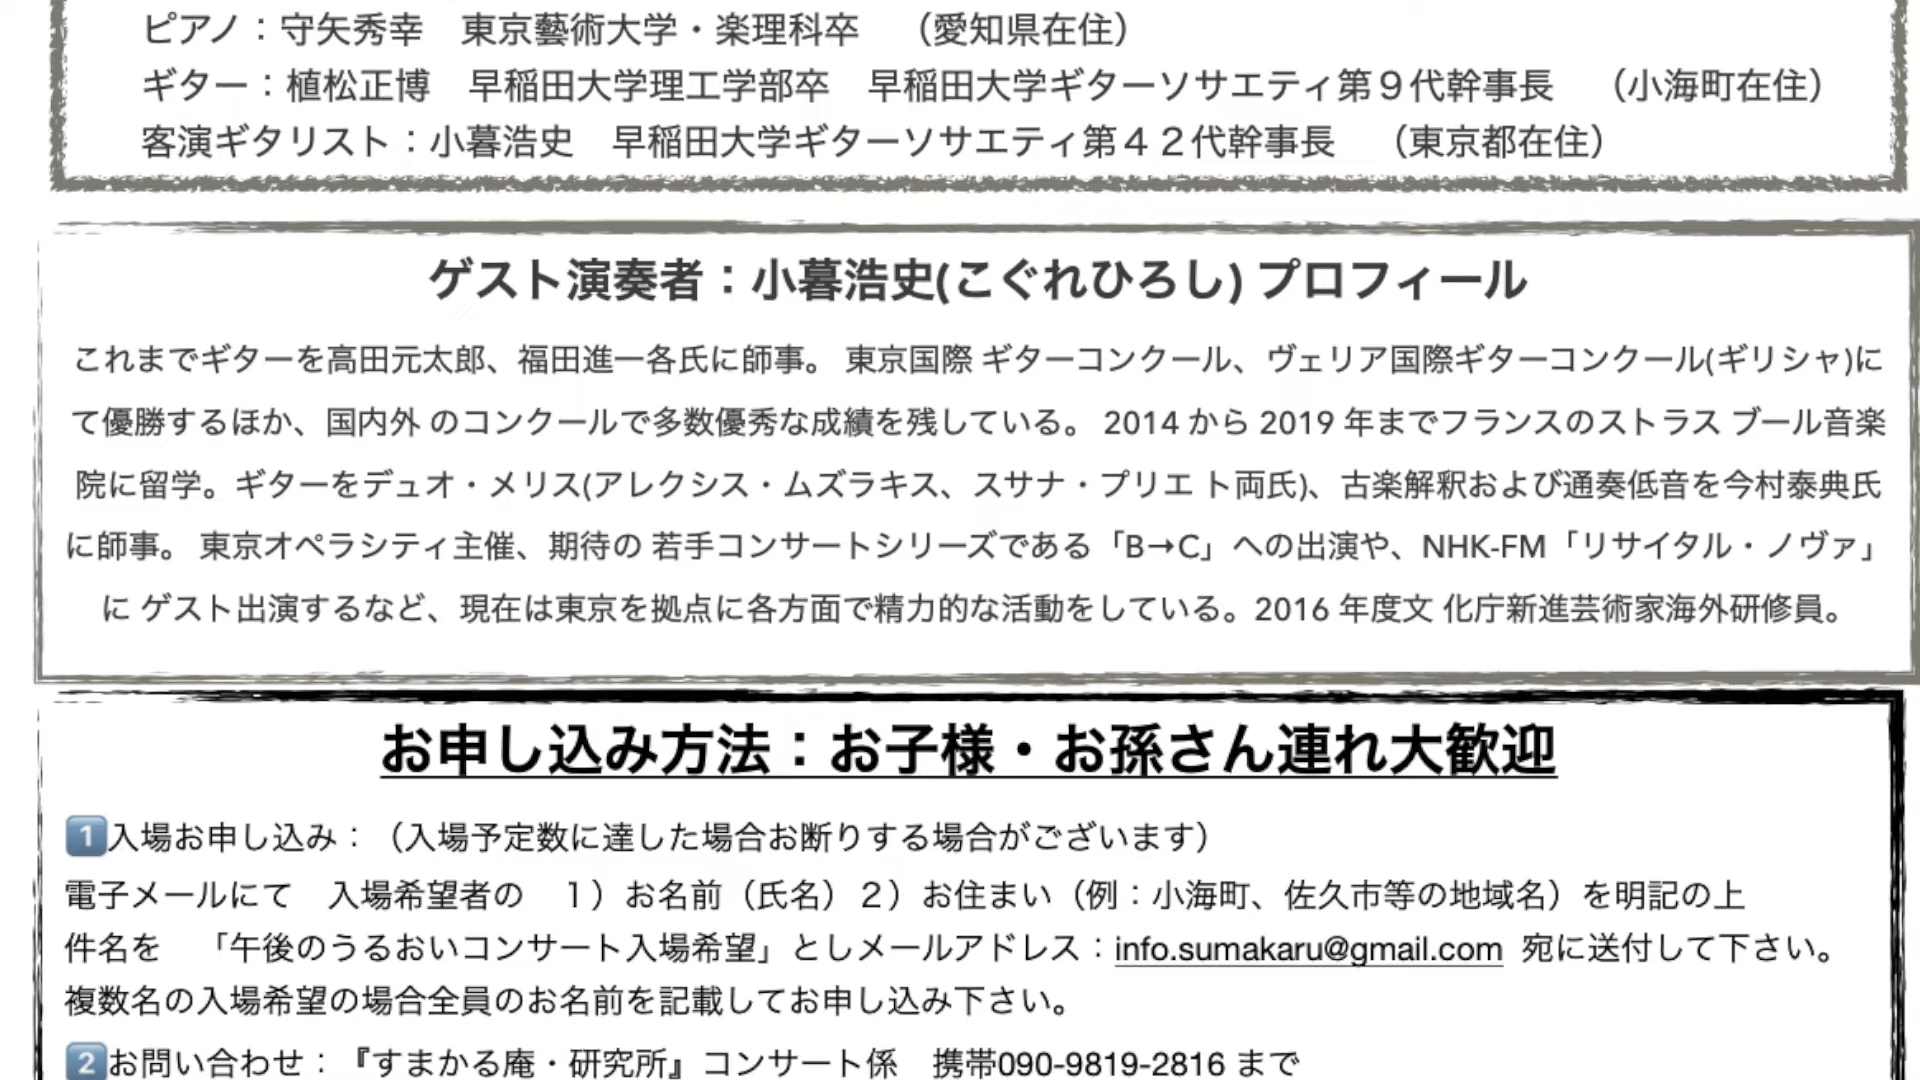 ピアノ：守矢秀幸　東京藝術大学・楽理科卒　（愛知県在住）
ギター：植松正博　早稲田大学理工学部卒　早稲田大学ギターソサエティ第９代幹事長　（小海町在住）
客演ギタリスト：小暮浩史　早稲田大学ギターソサエティ第４２代幹事長　（東京都在住）
ゲスト演奏者：小暮浩史(こぐれひろし) プロフィール
これまでギターを高田元太郎、福田進一各氏に師事。 東京国際 ギターコンクール、ヴェリア国際ギターコンクール(ギリシャ)に
て優勝するほか、国内外 のコンクールで多数優秀な成績を残している。 2014 から 2019 年までフランスのストラス ブール音楽
院に留学。ギターをデュオ・メリス(アレクシス・ムズラキス、スサナ・プリエ ト両氏)、古楽解釈および通奏低音を今村泰典氏
に師事。 東京オペラシティ主催、期待の 若手コンサートシリーズである「B→C」への出演や、NHK-FM「リサイタル・ノヴァ」
に ゲスト出演するなど、現在は東京を拠点に各方面で精力的な活動をしている。2016 年度文 化庁新進芸術家海外研修員。
お申し込み方法：お子様・お孫さん連れ大歓迎
1️⃣入場お申し込み：（入場予定数に達した場合お断りする場合がございます）
電子メールにて　入場希望者の　１）お名前（氏名）２）お住まい（例：小海町、佐久市等の地域名）を明記の上
件名を　「午後のうるおいコンサート入場希望」としメールアドレス：info.sumakaru@gmail.com 宛に送付して下さい。
複数名の入場希望の場合全員のお名前を記載してお申し込み下さい。
2️⃣お問い合わせ：『すまかる庵・研究所』コンサート係　携帯090-9819-2816 まで